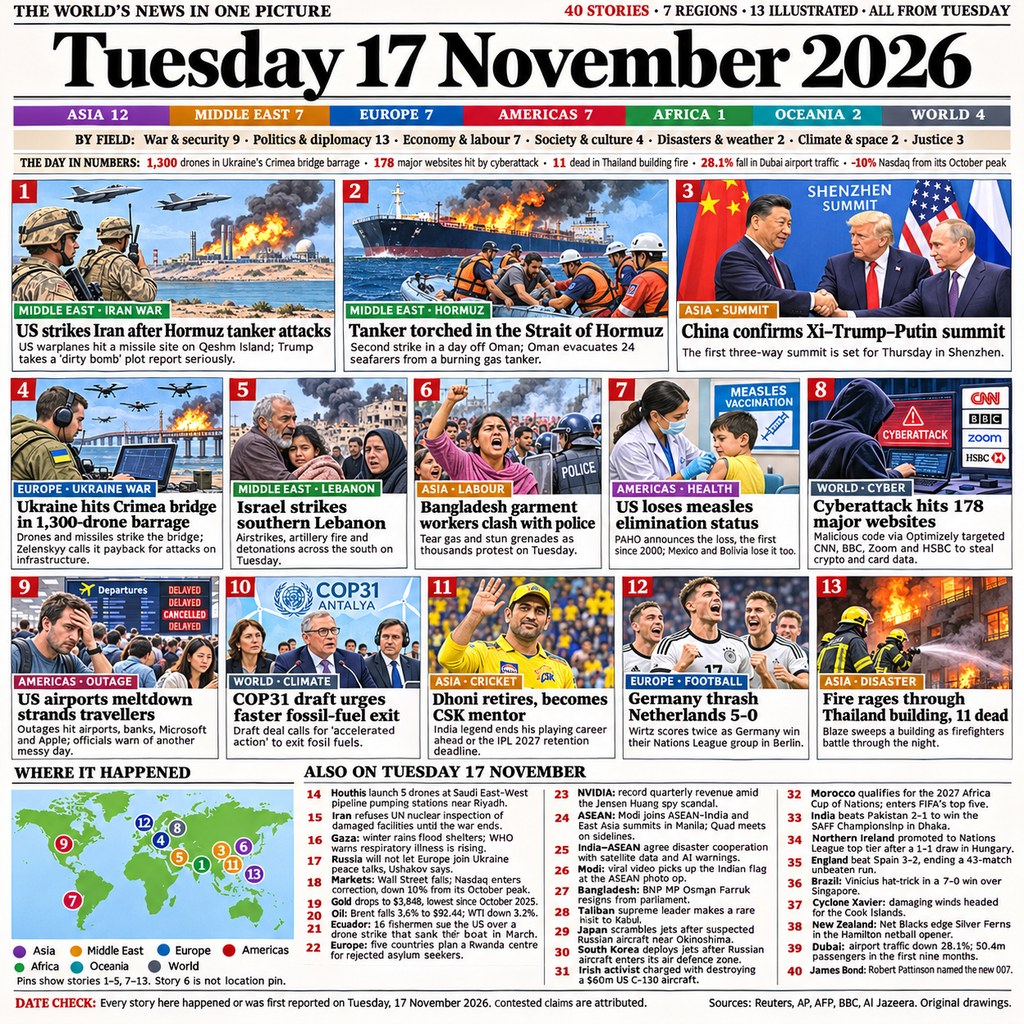 THE WORLD'S NEWS IN ONE PICTURE
40 STORIES · 7 REGIONS · 13 ILLUSTRATED · ALL FROM TUESDAY
Tuesday 17 November 2026
ASIA 12
MIDDLE EAST 7
EUROPE 7
AMERICAS 7
AFRICA 1
OCEANIA 2
WORLD 4
BY FIELD: War & security 9 · Politics & diplomacy 13 · Economy & labour 7 · Society & culture 4 · Disasters & weather 2 · Climate & space 2 · Justice 3
THE DAY IN NUMBERS: 1,300 drones in Ukraine's Crimea bridge barrage · 178 major websites hit by cyberattack · 11 dead in Thailand building fire · 28.1% fall in Dubai airport traffic · -10% Nasdaq from its October peak
1
MIDDLE EAST · IRAN WAR
US strikes Iran after Hormuz tanker attacks
US warplanes hit a missile site on Qeshm Island; Trump
takes a 'dirty bomb' plot report seriously.
2
MIDDLE EAST · HORMUZ
Tanker torched in the Strait of Hormuz
Second strike in a day off Oman; Oman evacuates 24
seafarers from a burning gas tanker.
3
SHENZHEN
SUMMIT
ASIA · SUMMIT
China confirms Xi–Trump–Putin summit
The first three-way summit is set for Thursday in Shenzhen.
4
EUROPE · UKRAINE WAR
Ukraine hits Crimea bridge
in 1,300-drone barrage
Drones and missiles strike the bridge;
Zelenskyy calls it payback for attacks on
infrastructure.
5
MIDDLE EAST · LEBANON
Israel strikes
southern Lebanon
Airstrikes, artillery fire and
detonations across the south on
Tuesday.
6
POLICE
ASIA · LABOUR
Bangladesh garment
workers clash with police
Tear gas and stun grenades as
thousands protest on Tuesday.
7
MEASLES
VACCINATION
AMERICAS · HEALTH
US loses measles
elimination status
PAHO announces the loss, the first
since 2000; Mexico and Bolivia lose it too.
8
CYBERATTACK
CNN
BBC
zoom
HSBC
WORLD · CYBER
Cyberattack hits 178
major websites
Malicious code via Optimizely targeted
CNN, BBC, Zoom and HSBC to steal
crypto and card data.
9
Departures
DELAYED
DELAYED
CANCELLED
DELAYED
AMERICAS · OUTAGE
US airports meltdown
strands travellers
Outages hit airports, banks, Microsoft
and Apple; officials warn of another
messy day.
10
COP31
ANTALYA
WORLD · CLIMATE
COP31 draft urges
faster fossil-fuel exit
Draft deal calls for 'accelerated
action' to exit fossil fuels.
11
CSK
ASIA · CRICKET
Dhoni retires, becomes
CSK mentor
India legend ends his playing career
ahead or the IPL 2027 retention
deadline.
12
17
EUROPE · FOOTBALL
Germany thrash
Netherlands 5-0
Wirtz scores twice as Germany win
their Nations League group in Berlin.
13
ASIA · DISASTER
Fire rages through
Thailand building, 11 dead
Blaze sweeps a building as firefighters
battle through the night.
WHERE IT HAPPENED
9
7
12
4
8
5
1
3
11
6
13
Asia
Middle East
Europe
Americas
Africa
Oceania
World
Pins show stories 1–5, 7–13. Story 6 is not location pin.
ALSO ON TUESDAY 17 NOVEMBER
14 Houthis launch 5 drones at Saudi East-West
pipeline pumping stations near Riyadh.
15 Iran refuses UN nuclear inspection of
damaged facilities until the war ends.
16 Gaza: winter rains flood shelters; WHO
warns respiratory illness is rising.
17 Russia will not let Europe join Ukraine
peace talks, Ushakov says.
18 Markets: Wall Street falls; Nasdaq enters
correction, down 10% from its October peak.
19 Gold drops to $3,848, lowest since October 2025.
20 Oil: Brent falls 3,6% to $92.44; WTI down 3.2%.
21 Ecuador: 16 fishermen sue the US over a
drone strike that sank their boat in March.
22 Europe: five countries plan a Rwanda centre
for rejected asylum seekers.
23 NVIDIA: record quarterly revenue amid
the Jensen Huang spy scandal.
24 ASEAN: Modi joins ASEAN–India and
East Asia summits in Manila; Quad meets
on sidelines.
25 India–ASEAN agree disaster cooperation
with satellite data and AI warnings.
26 Modi: viral video picks up the Indian flag
at the ASEAN photo op.
27 Bangladesh: BNP MP Osman Farruk
resigns from parliament.
28 Taliban supreme leader makes a rare
visit to Kabul.
29 Japan scrambles jets after suspected
Russian aircraft near Okinoshima.
30 South Korea deploys jets after Russian
aircraft enters its air defence zone.
31 Irish activist charged with destroying
a $60m US C-130 aircraft.
32 Morocco qualifies for the 2027 Africa
Cup of Nations; enters FIFA's top five.
33 India beats Pakistan 2–1 to win the
SAFF Championship in Dhaka.
34 Northern Ireland promoted to Nations
League top tier after a 1–1 draw in Hungary.
35 England beat Spain 3–2, ending a 43-match
unbeaten run.
36 Brazil: Vinicius hat-trick in a 7–0 win over
Singapore.
37 Cyclone Xavier: damaging winds headed
for the Cook Islands.
38 New Zealand: Net Blacks edge Silver Ferns
in the Hamilton netball opener.
39 Dubai: airport traffic down 28.1%; 50.4m
passengers in the first nine months.
40 James Bond: Robert Pattinson named the new 007.
DATE CHECK: Every story here happened or was first reported on Tuesday, 17 November 2026. Contested claims are attributed.
Sources: Reuters, AP, AFP, BBC, Al Jazeera. Original drawings.